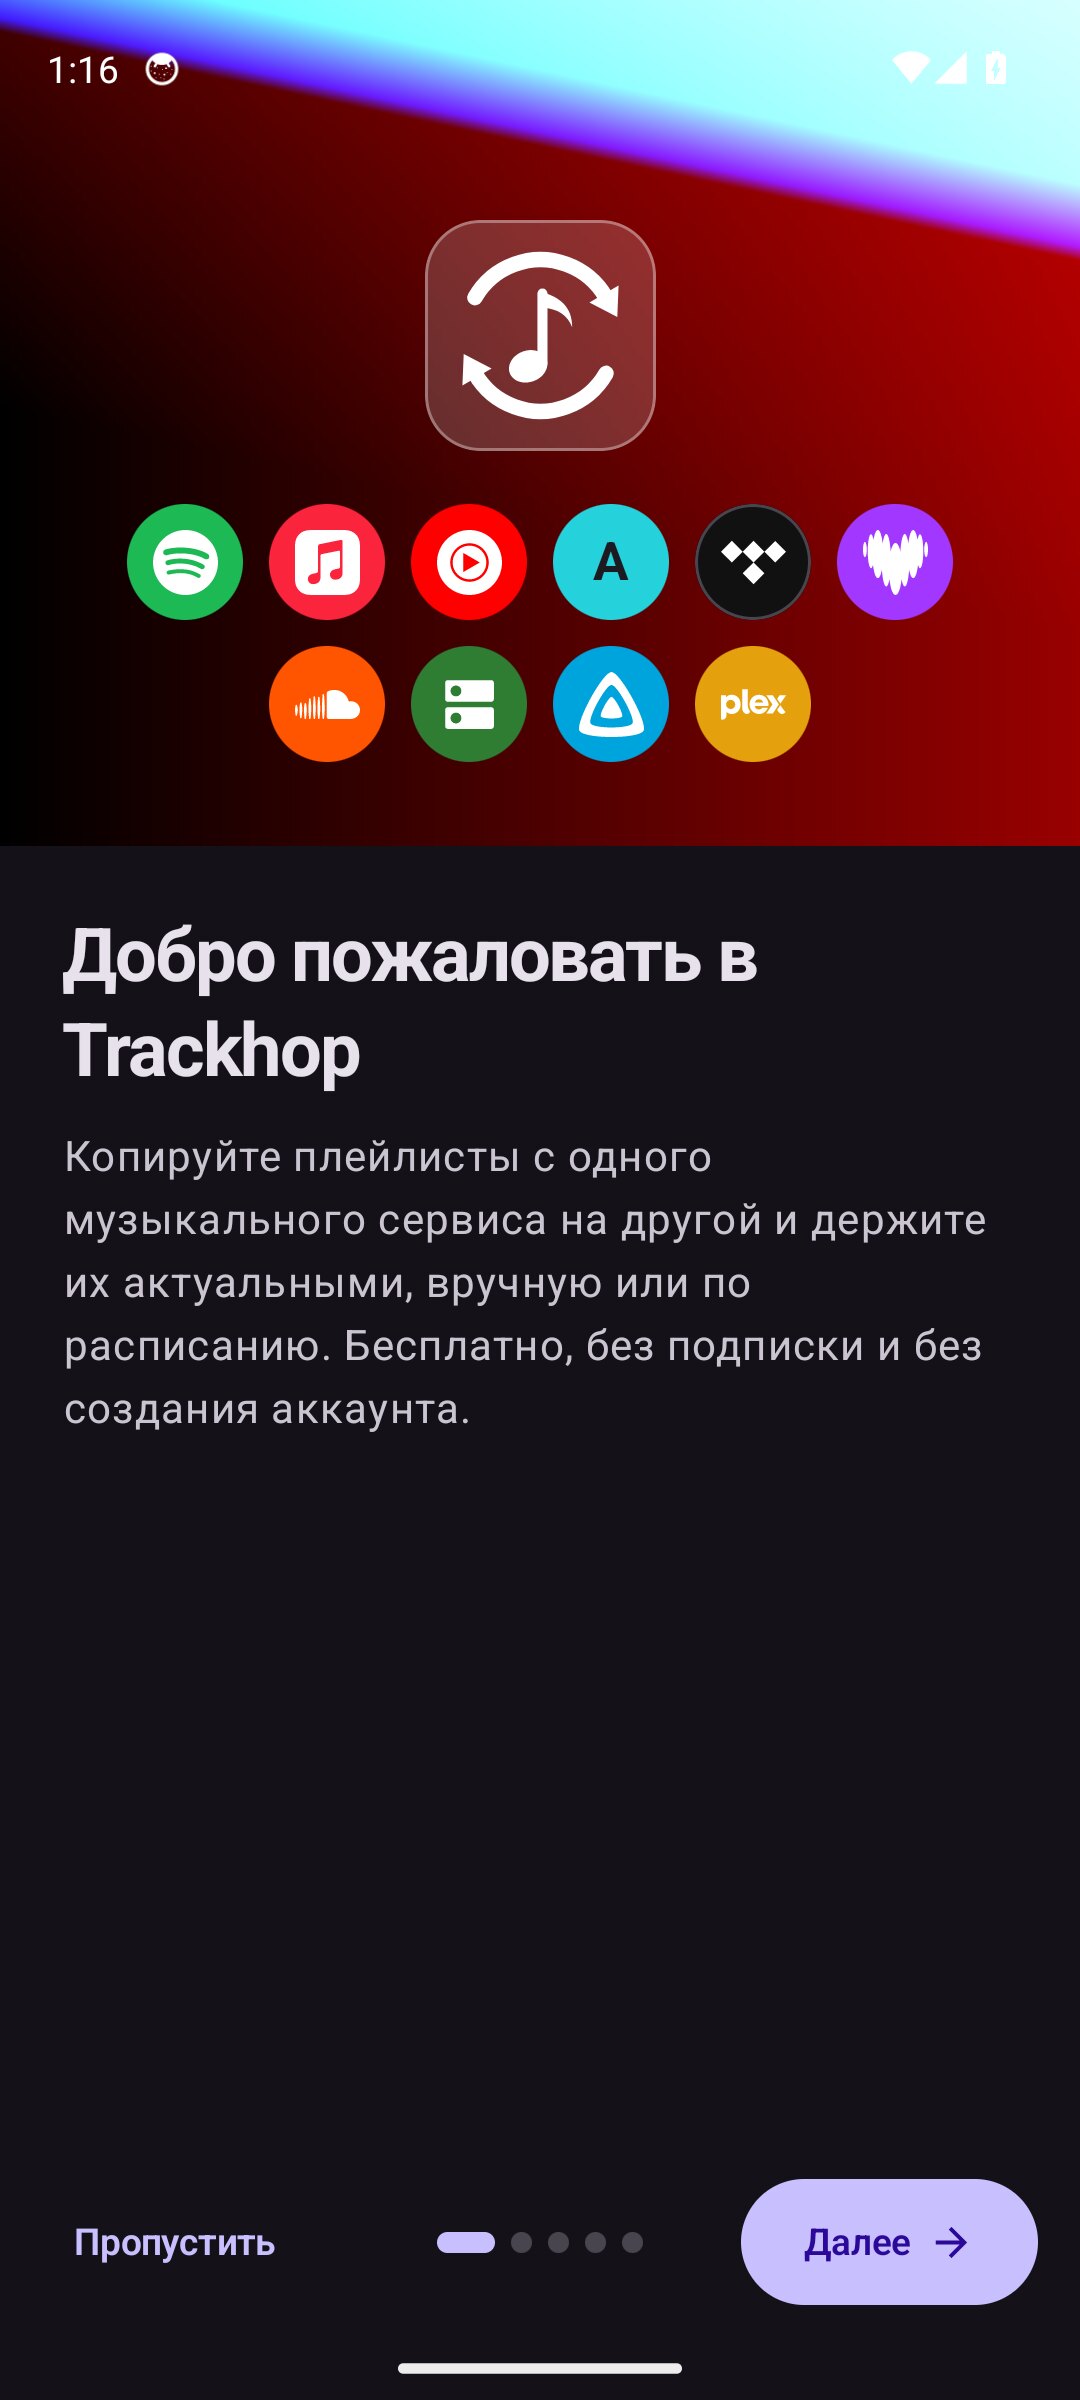 1:16
A
plex
Добро пожаловать в
Trackhop
Копируйте плейлисты с одного
музыкального сервиса на другой и держите
их актуальными, вручную или по
расписанию. Бесплатно, без подписки и без
создания аккаунта.
Пропустить
Далее